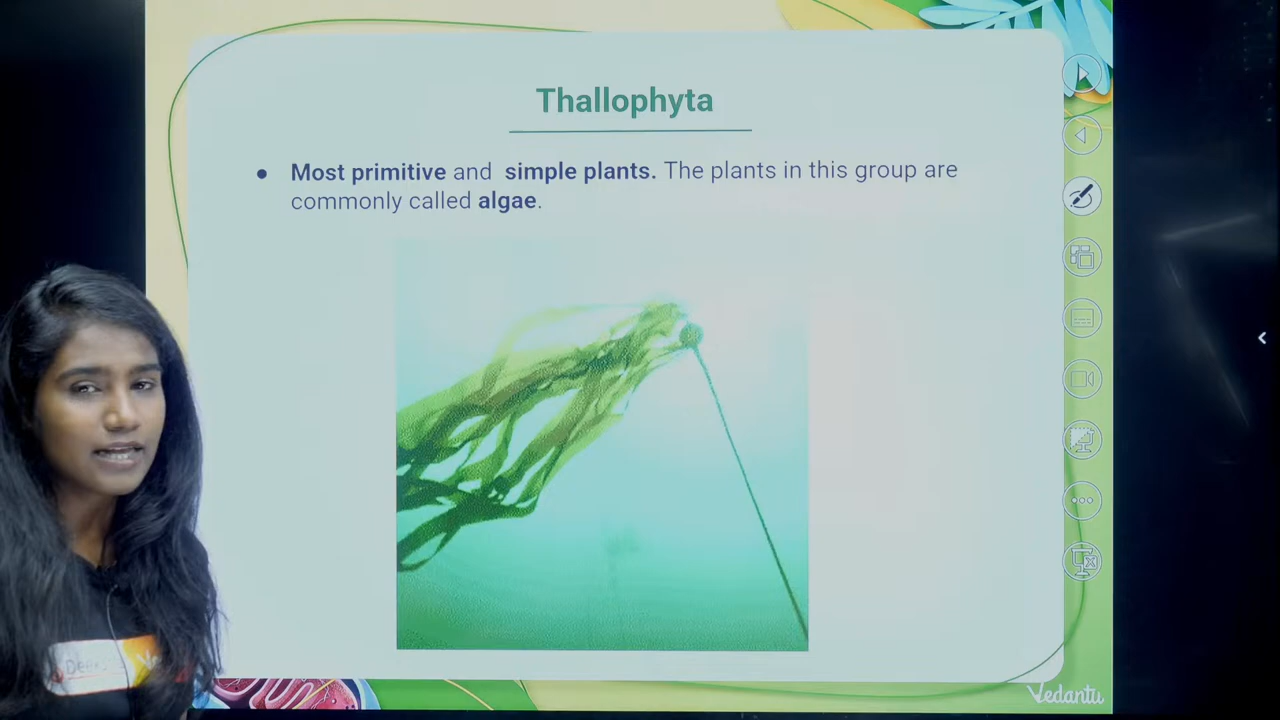 Thallophyta
● Most primitive and simple plants. The plants in this group are
commonly called algae.
Vedantu